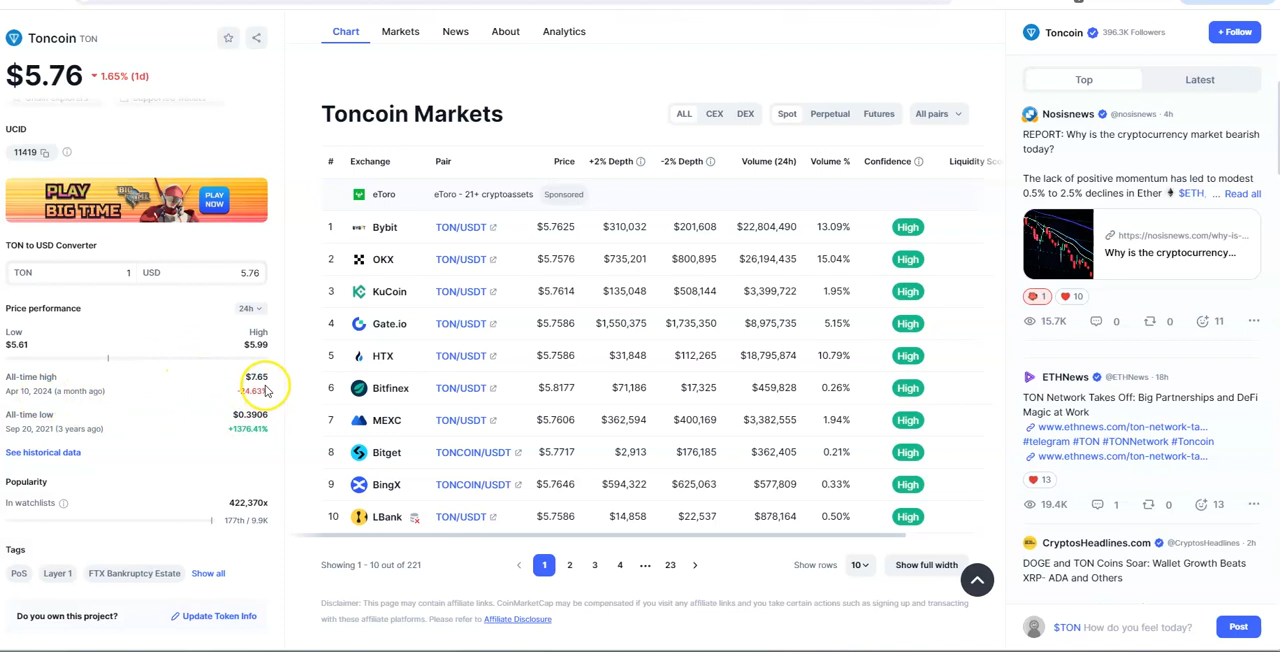 Toncoin TON
$5.76 1.65% (1d)
UCID
11419
PLAY
BIG TIME
BIG TIME
PLAY
NOW
TON to USD Converter
TON 1 USD 5.76
Price performance 24h
Low High
$5.61 $5.99
All-time high $7.65
Apr 10, 2024 (a month ago) -24.63%
All-time low $0.3906
Sep 20, 2021 (3 years ago) +1376.41%
See historical data
Popularity
In watchlists 422,370x
177th / 9.9K
Tags
PoS Layer 1 FTX Bankruptcy Estate Show all
Do you own this project? Update Token Info
Chart Markets News About Analytics
Toncoin Markets
ALL CEX DEX Spot Perpetual Futures All pairs
# Exchange Pair Price +2% Depth -2% Depth Volume (24h) Volume % Confidence Liquidity Sco
eToro eToro - 21+ cryptoassets Sponsored
1 Bybit TON/USDT $5.7625 $310,032 $201,608 $22,804,490 13.09% High
2 OKX TON/USDT $5.7576 $735,201 $800,895 $26,194,435 15.04% High
3 KuCoin TON/USDT $5.7614 $135,048 $508,144 $3,399,722 1.95% High
4 Gate.io TON/USDT $5.7586 $1,550,375 $1,735,350 $8,975,735 5.15% High
5 HTX TON/USDT $5.7586 $31,848 $112,265 $18,795,874 10.79% High
6 Bitfinex TON/USDT $5.8177 $71,186 $17,325 $459,828 0.26% High
7 MEXC TON/USDT $5.7606 $362,594 $400,169 $3,382,555 1.94% High
8 Bitget TONCOIN/USDT $5.7717 $2,913 $176,185 $362,405 0.21% High
9 BingX TONCOIN/USDT $5.7646 $594,322 $625,063 $577,809 0.33% High
10 LBank TON/USDT $5.7586 $14,858 $22,537 $878,164 0.50% High
Showing 1 - 10 out of 221 1 2 3 4 ••• 23 Show rows 10 Show full width
Disclaimer: This page may contain affiliate links. CoinMarketCap may be compensated if you visit any affiliate links and you take certain actions such as signing up and transacting
with these affiliate platforms. Please refer to Affiliate Disclosure
Toncoin 396.3K Followers + Follow
Top Latest
Nosisnews @nosisnews · 4h
REPORT: Why is the cryptocurrency market bearish
today?
The lack of positive momentum has led to modest
0.5% to 2.5% declines in Ether $ETH, ... Read all
https://nosisnews.com/why-is-...
Why is the cryptocurrency...
1 10
15.7K 0 0 11 •••
ETHNews @ETHNews · 18h
TON Network Takes Off: Big Partnerships and DeFi
Magic at Work
www.ethnews.com/ton-network-ta...
#telegram #TON #TONNetwork #Toncoin
www.ethnews.com/ton-network-ta...
13
19.4K 1 0 13 •••
CryptosHeadlines.com @CryptosHeadlines · 2h
DOGE and TON Coins Soar: Wallet Growth Beats
XRP- ADA and Others
$TON How do you feel today? Post